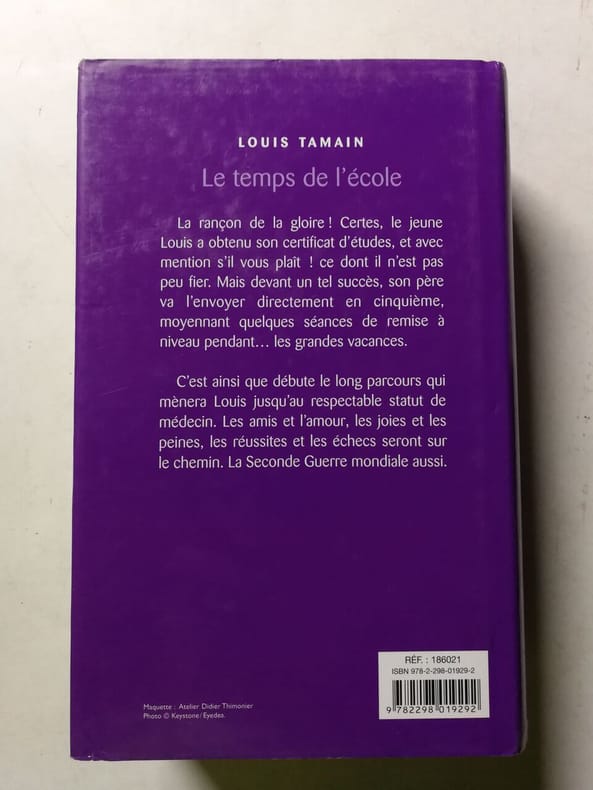 LOUIS TAMAIN
Le temps de l'école
La rançon de la gloire ! Certes, le jeune
Louis a obtenu son certificat d'études, et avec
mention s'il vous plaît ! ce dont il n'est pas
peu fier. Mais devant un tel succès, son père
va l'envoyer directement en cinquième,
moyennant quelques séances de remise à
niveau pendant... les grandes vacances.
C'est ainsi que débute le long parcours qui
mènera Louis jusqu'au respectable statut de
médecin. Les amis et l'amour, les joies et les
peines, les réussites et les échecs seront sur
le chemin. La Seconde Guerre mondiale aussi.
RÉF. : 186021
ISBN 978-2-298-01929-2
9 782298 019292
Maquette : Atelier Didier Thimonier
Photo © Keystone/Eyedea.